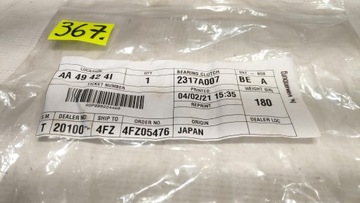 367.
LOCATION QTY BEARING, CLUTCH UNZ BOX
AA 49 42 41 1 2317A007 BE A
TICKET NUMBER PRINTED WEIGHT G(M)
04/02/21 15:35 180
REPRINT
DEALER NO. SHIP TO ORDER NO ORIGIN DEALER LOC
T 20100 4FZ 4FZ05476 JAPAN